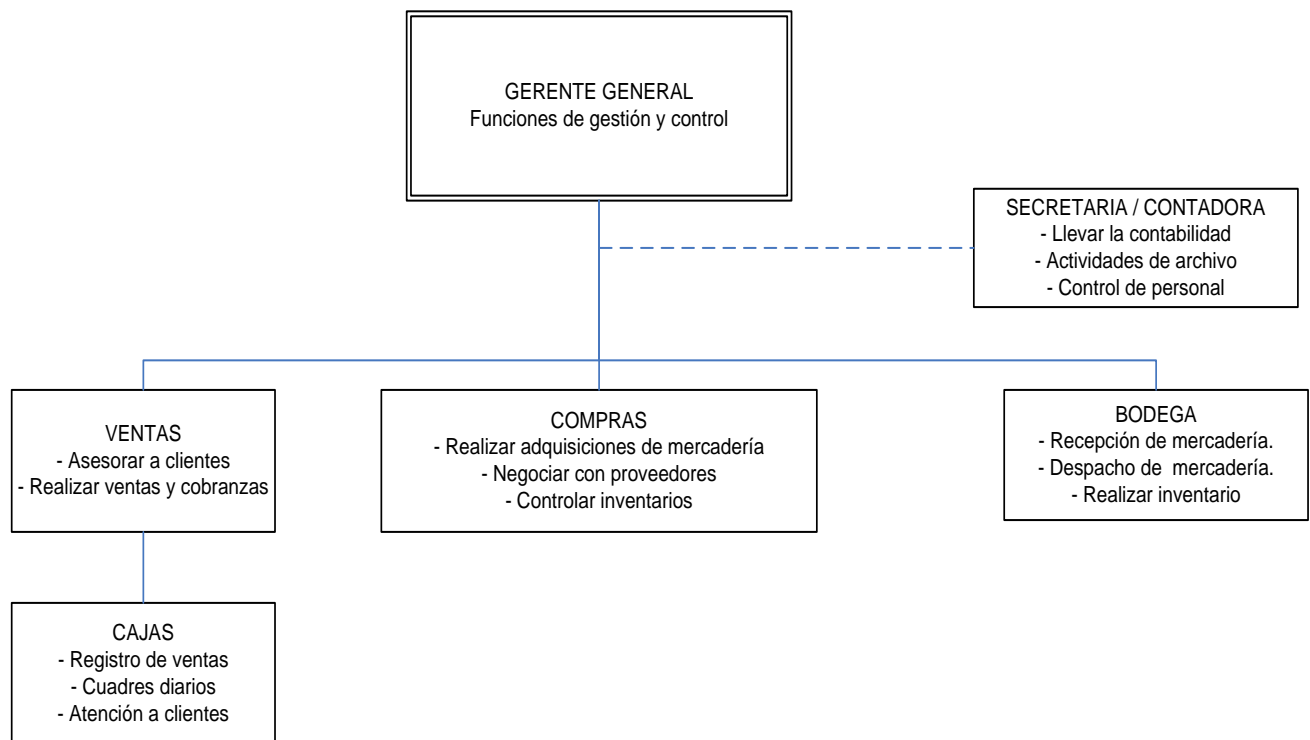 GERENTE GENERAL
Funciones de gestión y control
SECRETARIA / CONTADORA
- Llevar la contabilidad
- Actividades de archivo
- Control de personal
VENTAS
- Asesorar a clientes
- Realizar ventas y cobranzas
COMPRAS
- Realizar adquisiciones de mercadería
- Negociar con proveedores
- Controlar inventarios
BODEGA
- Recepción de mercadería.
- Despacho de  mercadería.
- Realizar inventario
CAJAS
- Registro de ventas
- Cuadres diarios
- Atención a clientes